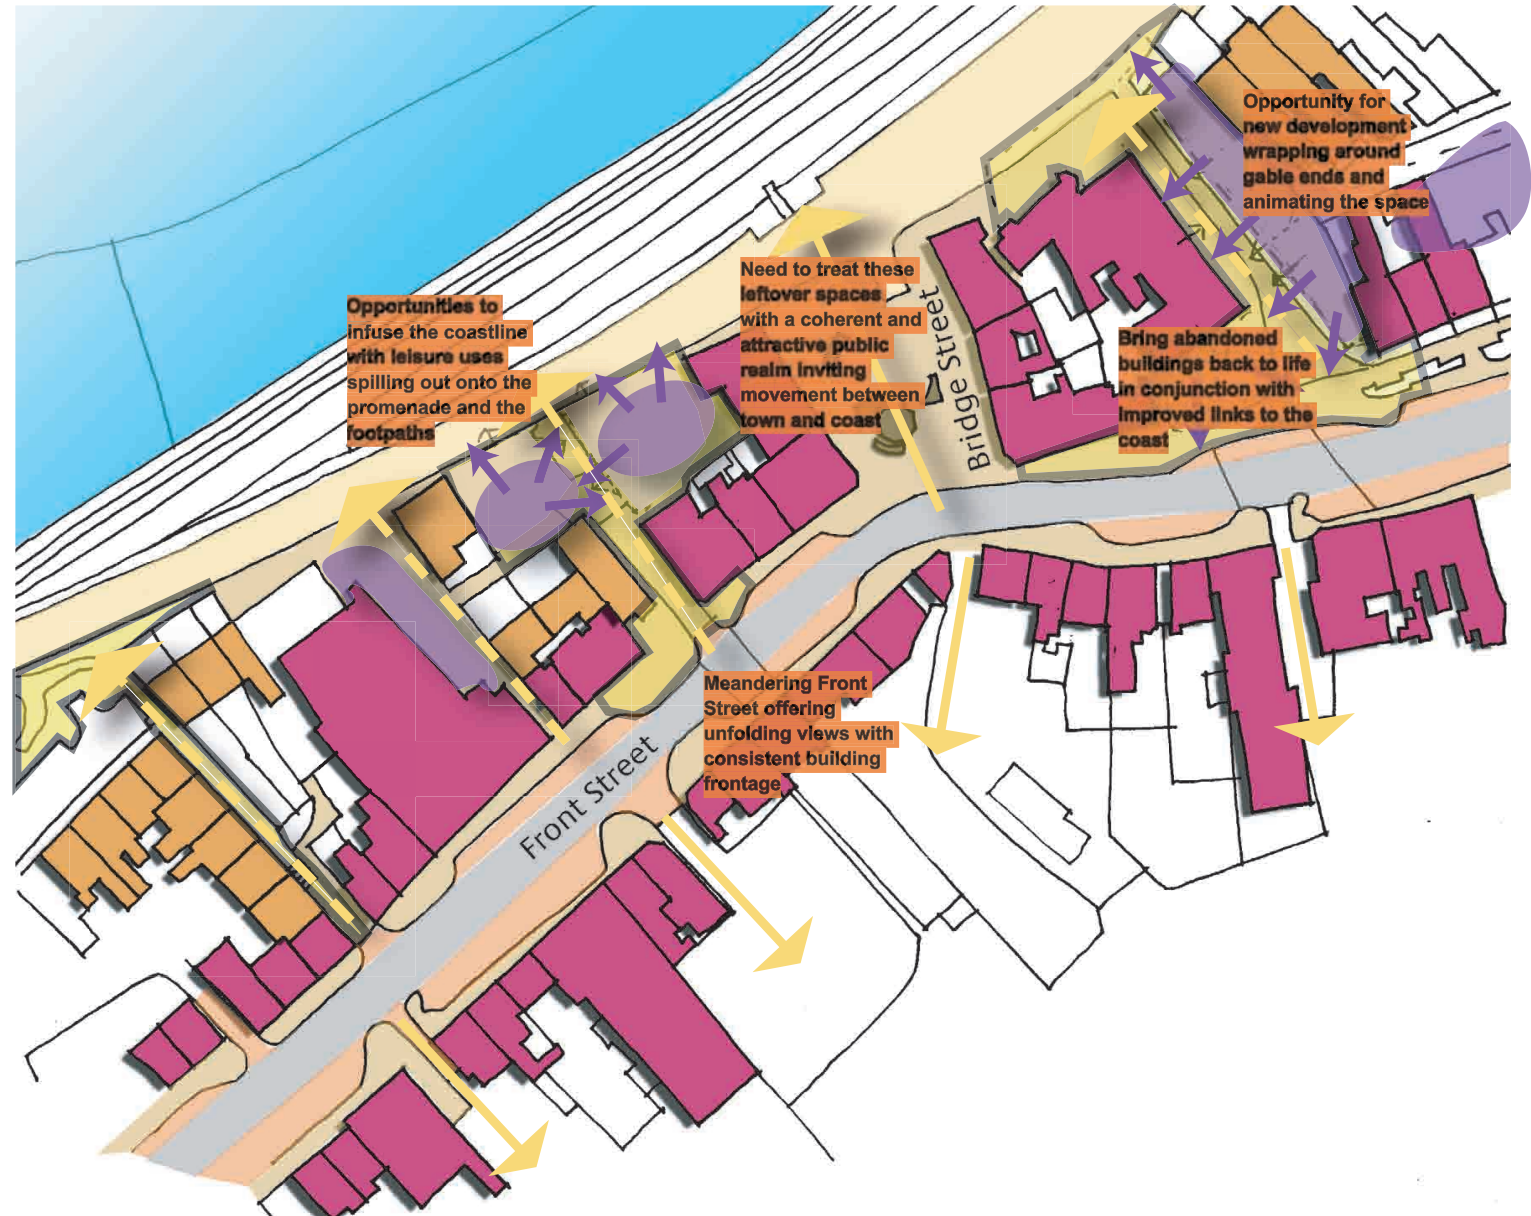 Opportunity for
new development
wrapping around
gable ends and
animating the space
Need to treat these
leftover spaces
with a coherent and
attractive public
realm inviting
movement between
town and coast
Opportunities to
infuse the coastline
with leisure uses
spilling out onto the
promenade and the
footpaths
Bridge Street
Bring abandoned
buildings back to life
in conjunction with
improved links to the
coast
Meandering Front
Street offering
unfolding views with
consistent building
frontage
Front Street